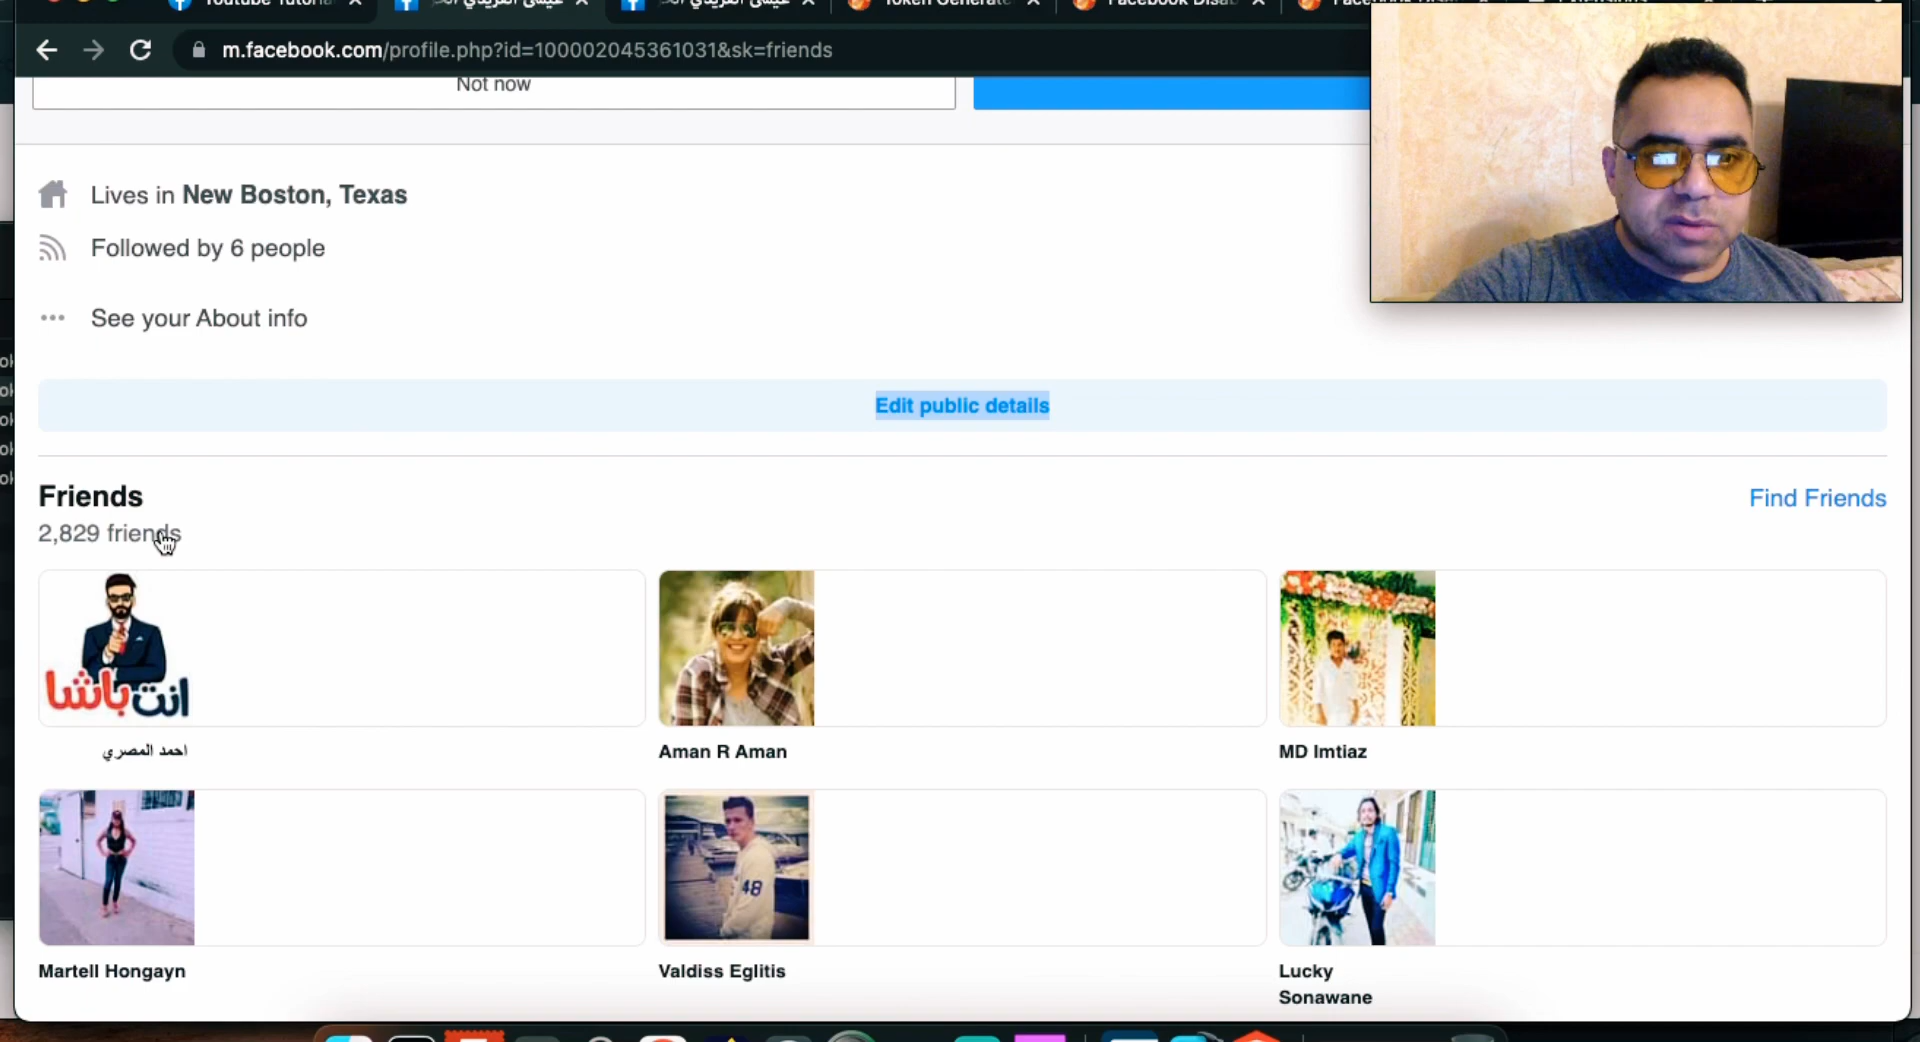 m.facebook.com/profile.php?id=100002045361031&sk=friends
Not now
Lives in New Boston, Texas
Followed by 6 people
See your About info
Edit public details
Friends
Find Friends
2,829 friends
انت باشا
احمد المصري
Aman R Aman
MD Imtiaz
48
Martell Hongayn
Valdiss Eglitis
Lucky
Sonawane